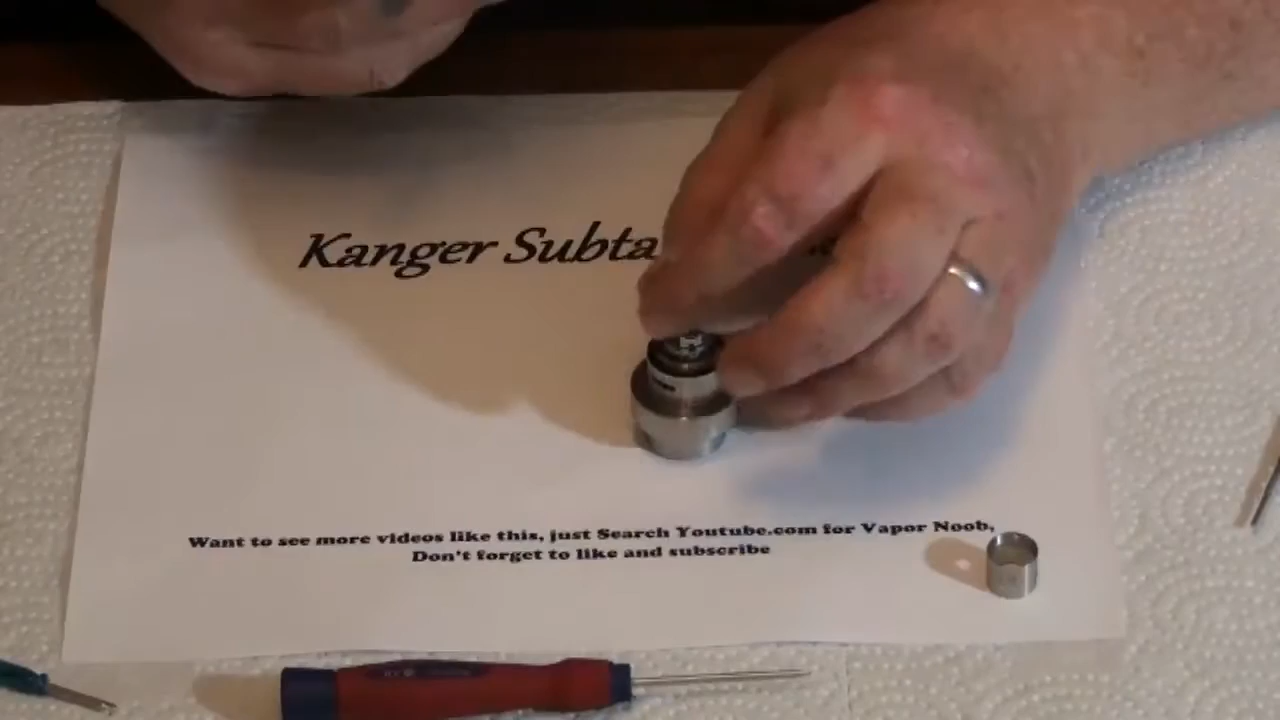 Kanger Subta
Want to see more videos like this, just Search Youtube.com for Vapor Noob,
Don't forget to like and subscribe